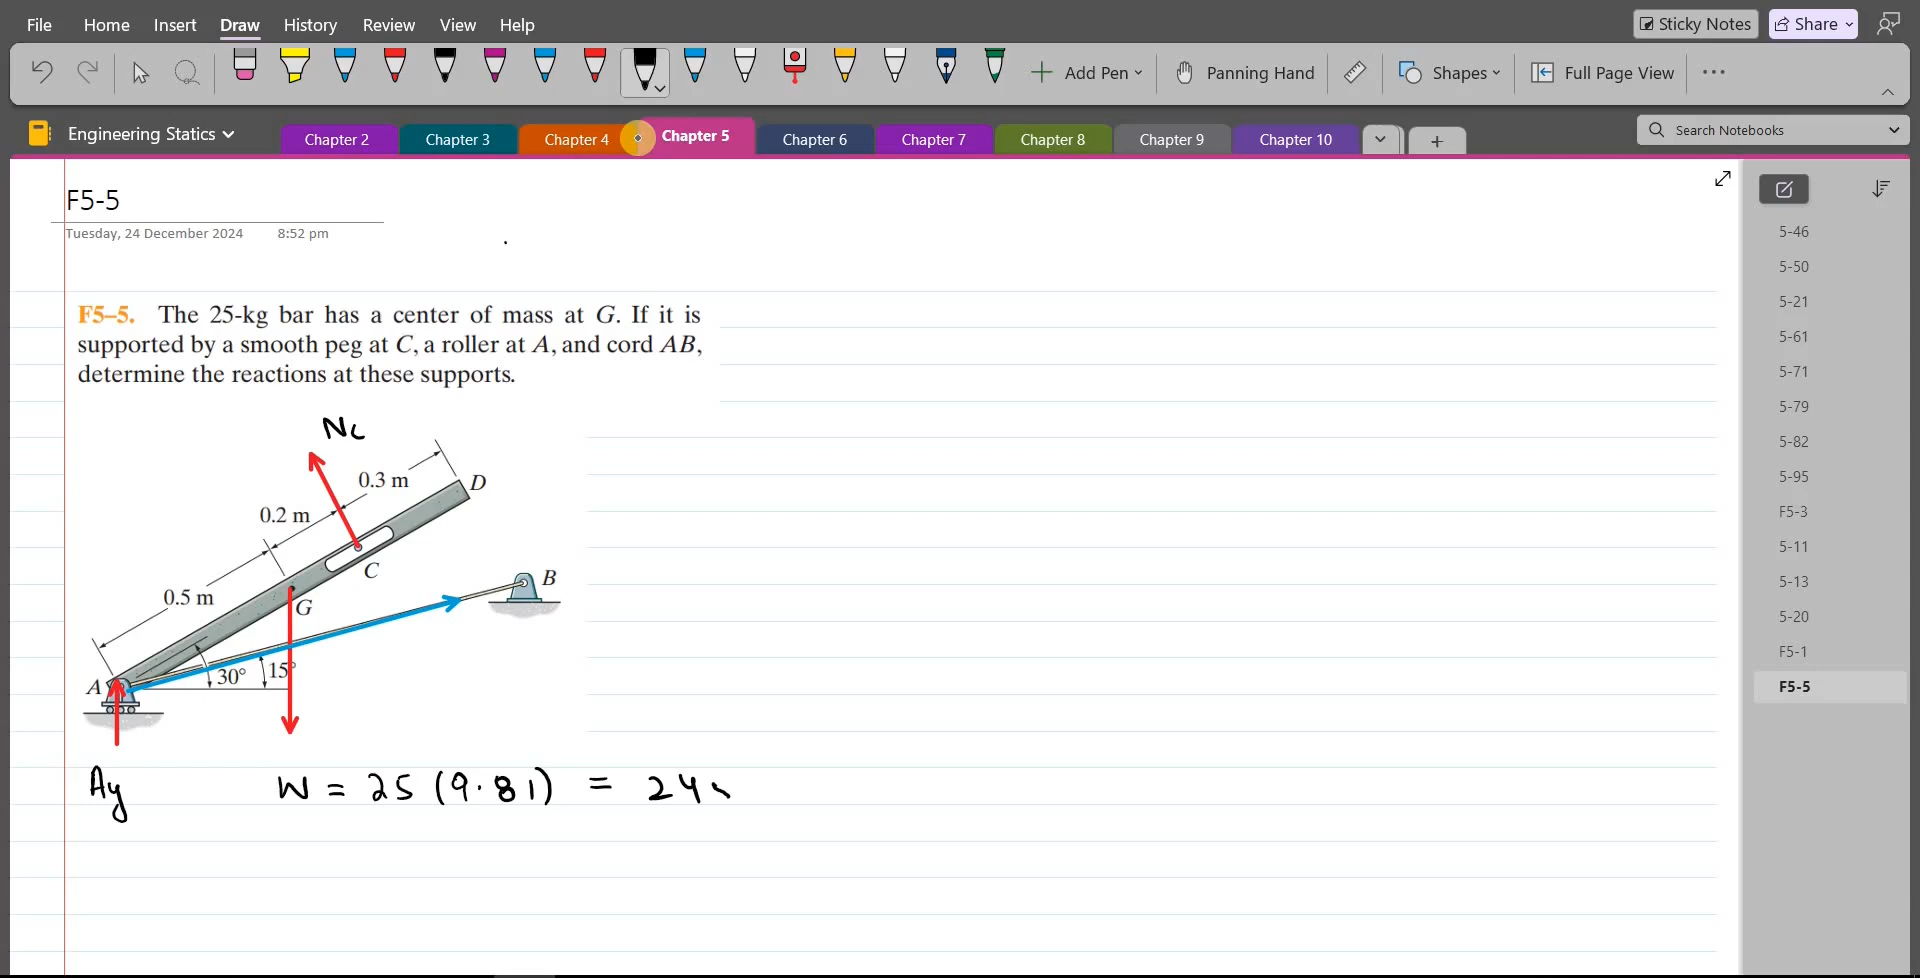 File Home Insert Draw History Review View Help
Sticky Notes Share
Add Pen Panning Hand Shapes Full Page View
Engineering Statics
Chapter 2 Chapter 3 Chapter 4 Chapter 5 Chapter 6 Chapter 7 Chapter 8 Chapter 9 Chapter 10
Search Notebooks
F5-5
Tuesday, 24 December 2024 8:52 pm
F5–5. The 25-kg bar has a center of mass at G. If it is
supported by a smooth peg at C, a roller at A, and cord AB,
determine the reactions at these supports.
Nc
0.3 m
D
0.2 m
C
B
0.5 m
G
30° 15°
A
Ay
W = 25 (9.81) = 24
5-46
5-50
5-21
5-61
5-71
5-79
5-82
5-95
F5-3
5-11
5-13
5-20
F5-1
F5-5